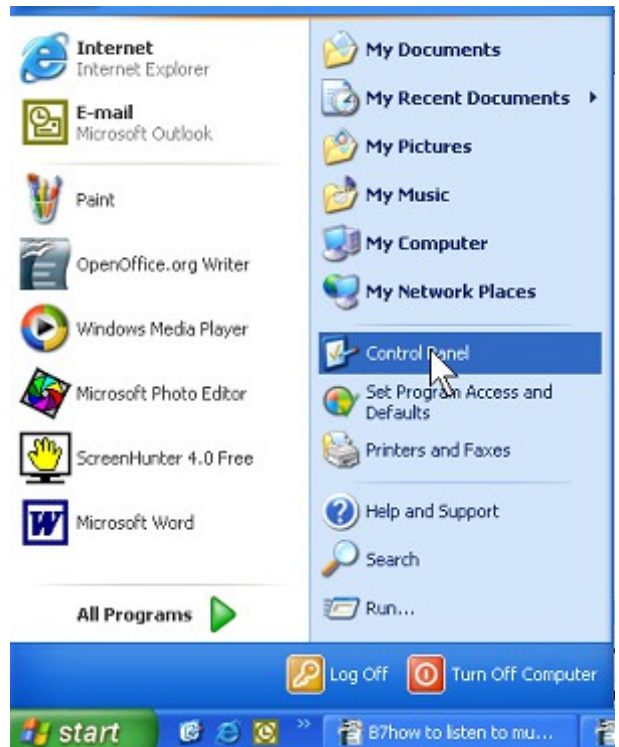 Internet
Internet Explorer
E-mail
Microsoft Outlook
Paint
OpenOffice.org Writer
Windows Media Player
Microsoft Photo Editor
ScreenHunter 4.0 Free
Microsoft Word
All Programs
My Documents
My Recent Documents
My Pictures
My Music
My Computer
My Network Places
Control Panel
Set Program Access and
Defaults
Printers and Faxes
Help and Support
Search
Run...
Log Off
Turn Off Computer
start
B7how to listen to mu...